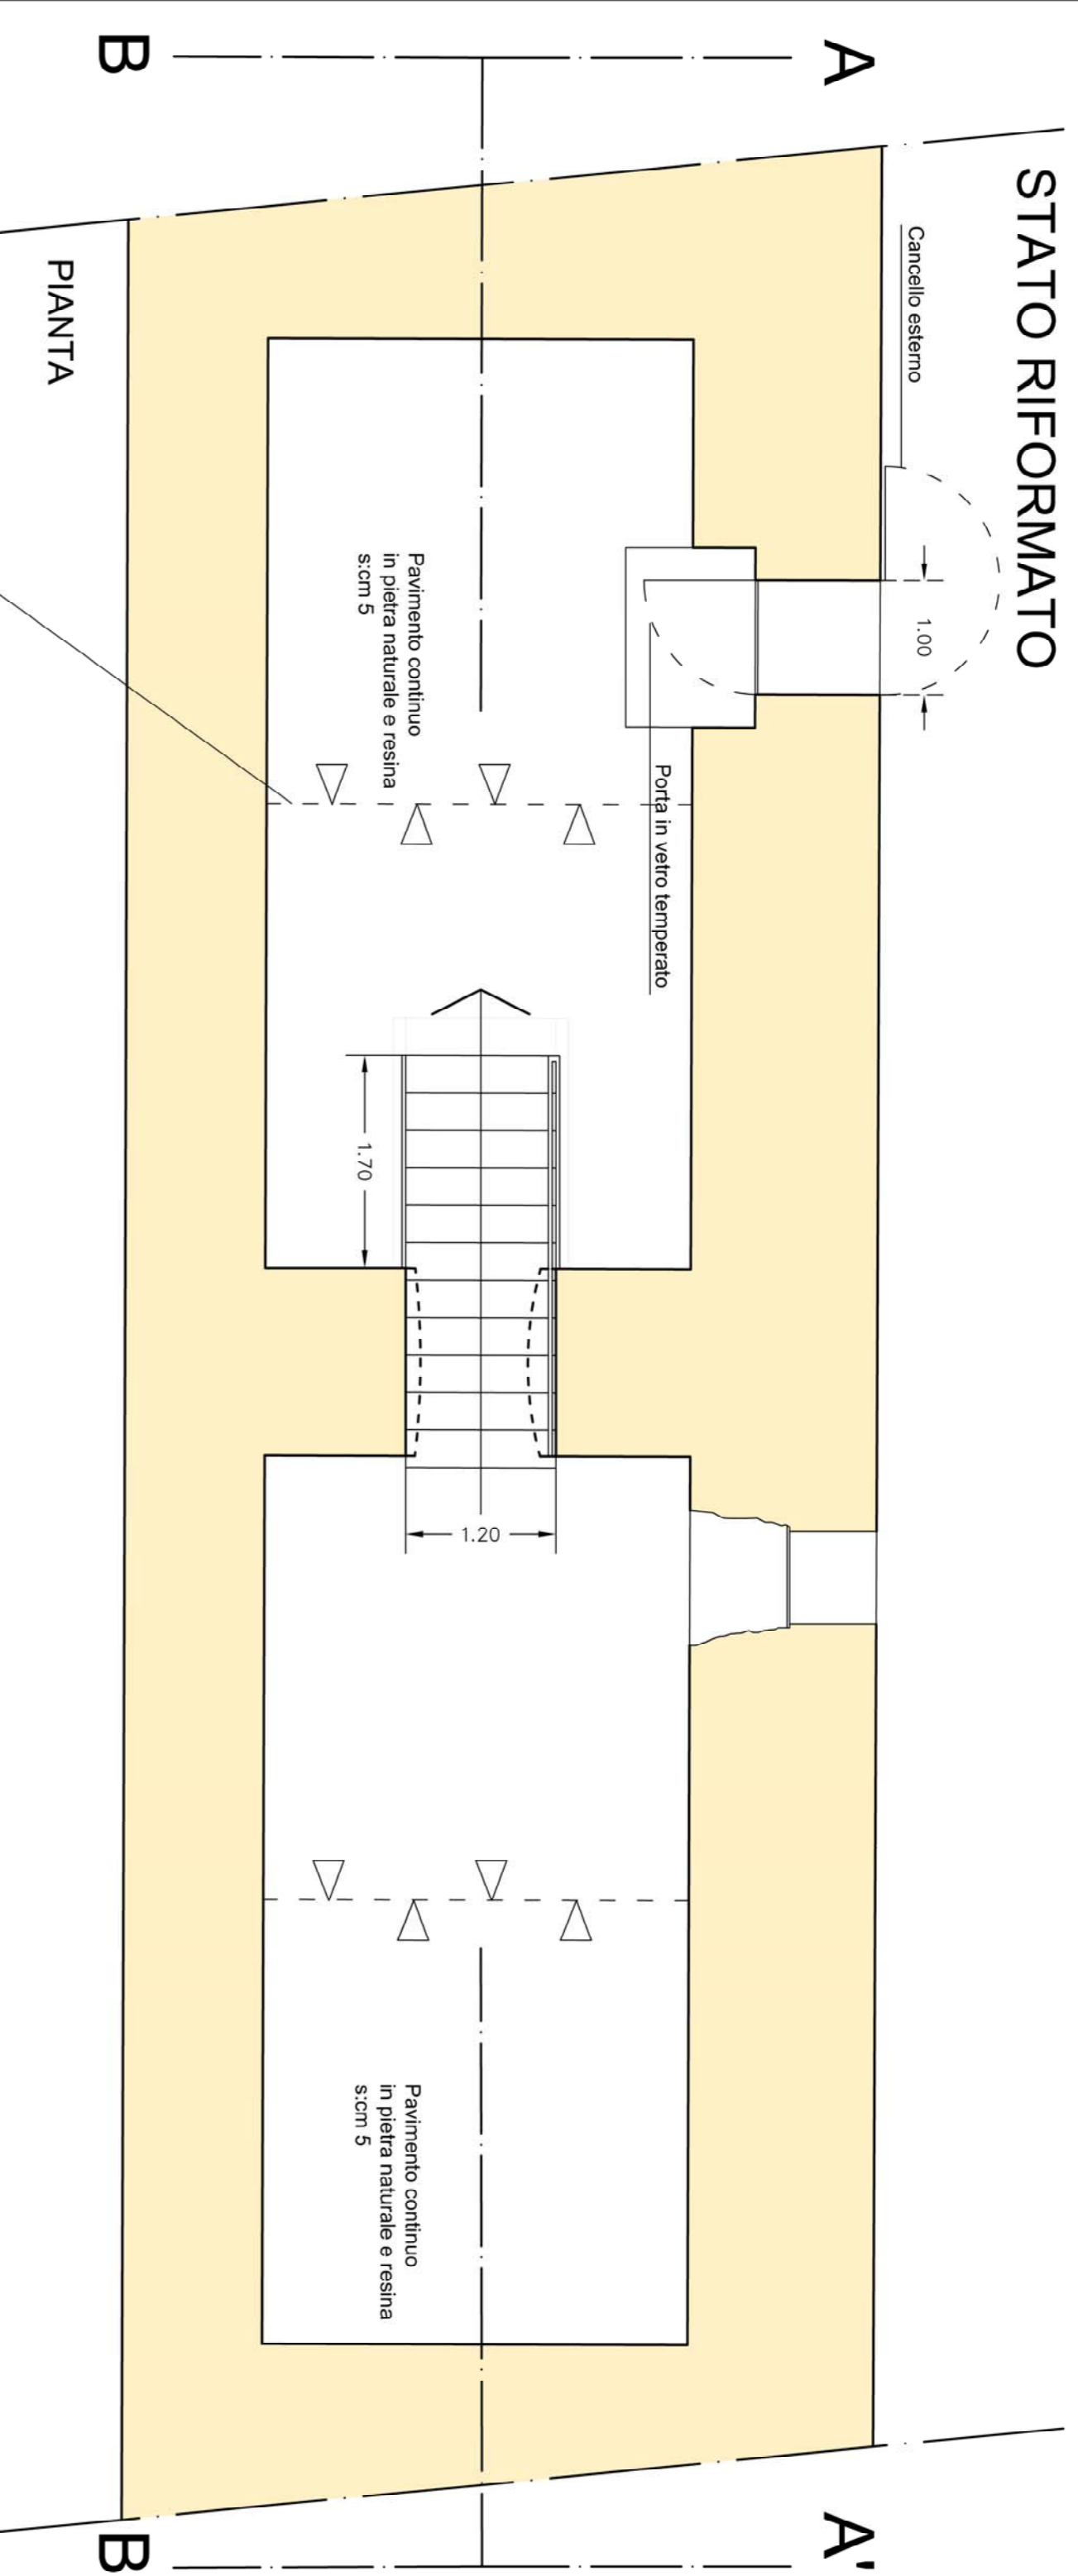 STATO RIFORMATO
A
A'
Cancello esterno
1.00
Porta in vetro temperato
Pavimento continuo
in pietra naturale e resina
s:cm 5
1.70
1.20
Pavimento continuo
in pietra naturale e resina
s:cm 5
B
B
PIANTA